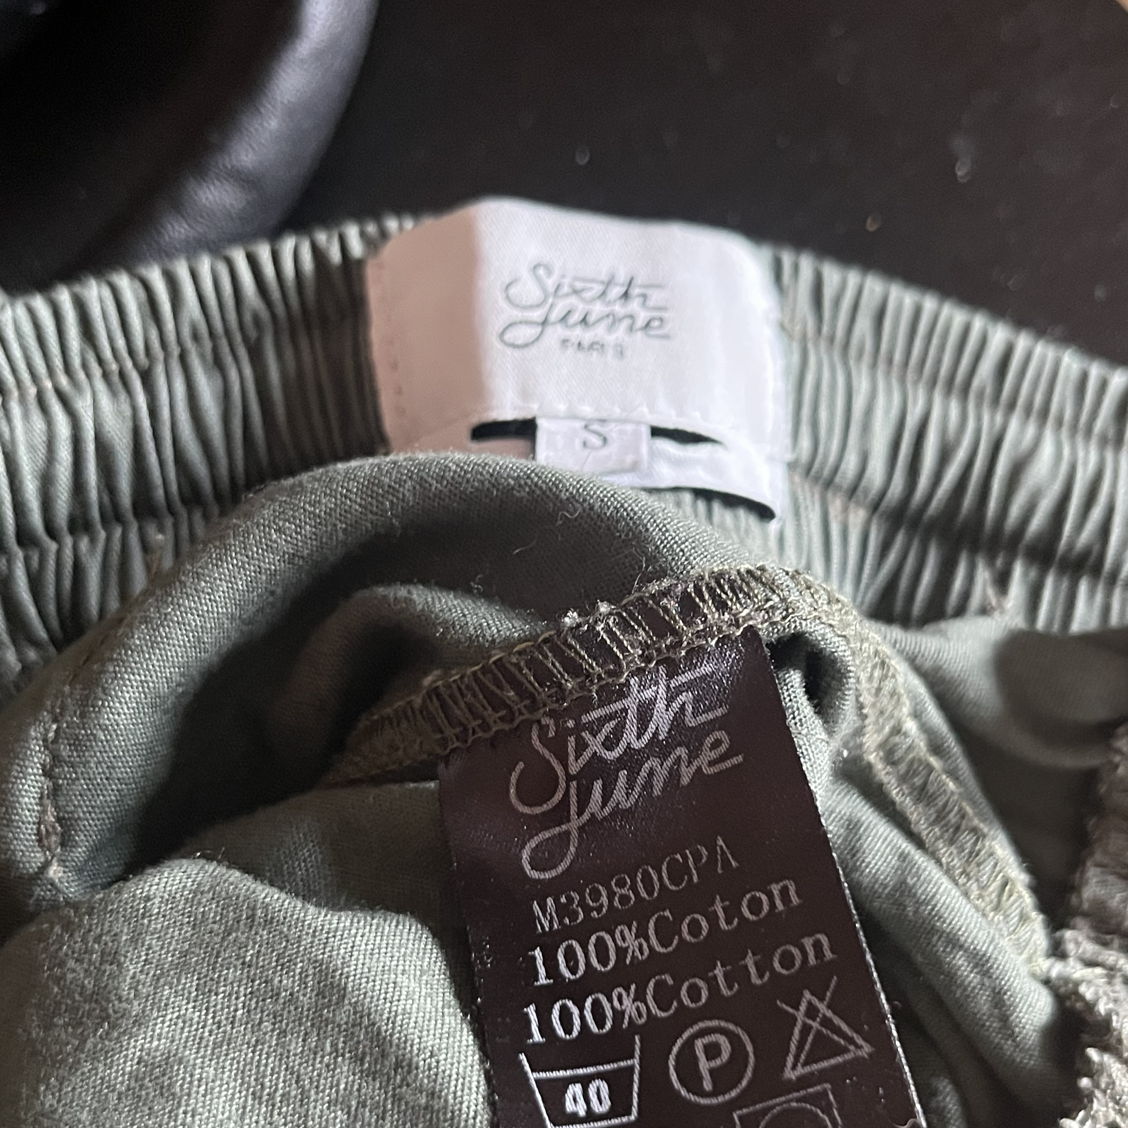 Sixth
June
PARIS
S
Sixth
June
M3980CPA
100%Coton
100%Cotton
40
P